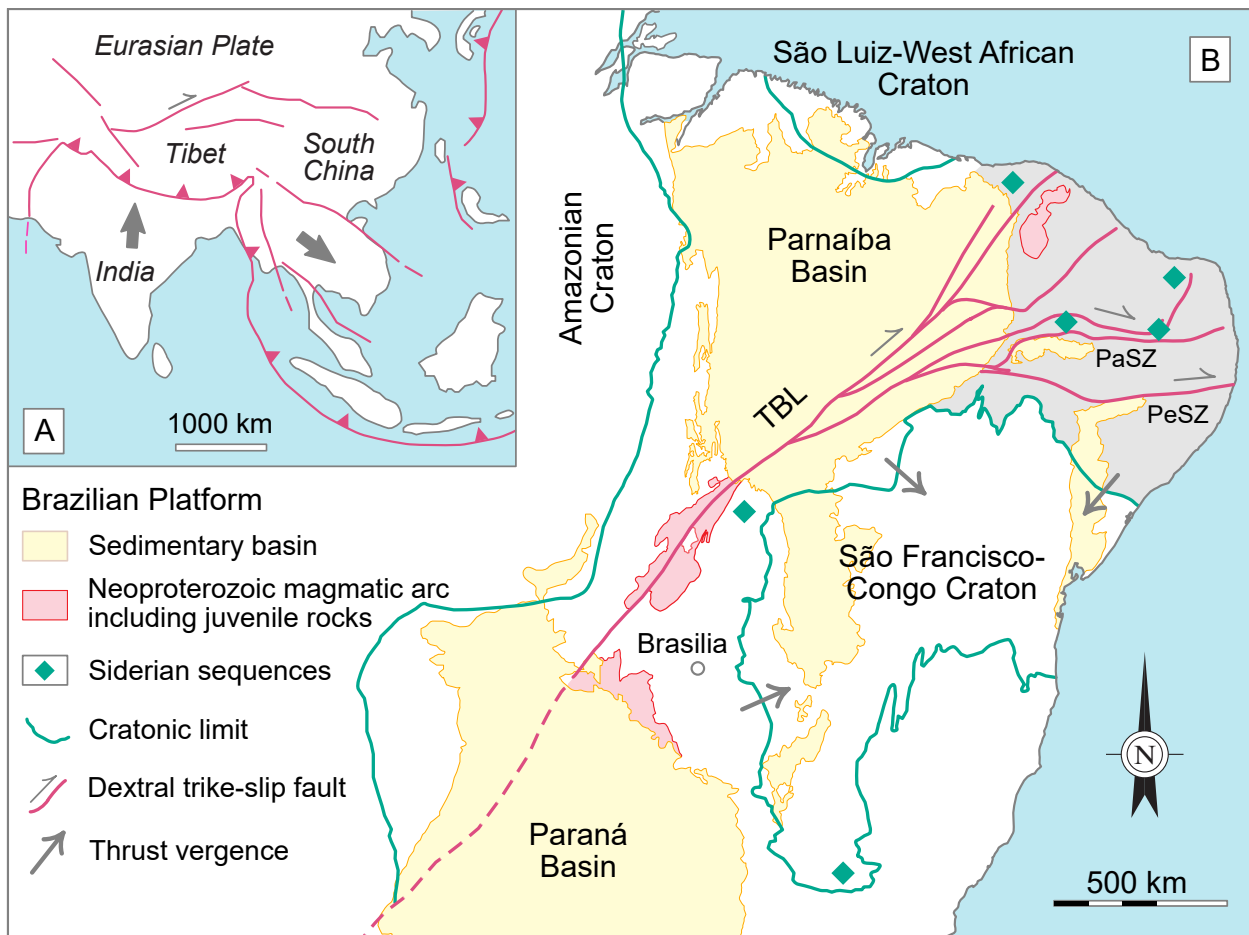 Eurasian Plate
Tibet
South
China
India
A
1000 km
São Luiz-West African
Craton
B
Amazonian
Craton
Parnaíba
Basin
TBL
PaSZ
PeSZ
São Francisco-
Congo Craton
Brasilia
Paraná
Basin
N
500 km
Brazilian Platform
Sedimentary basin
Neoproterozoic magmatic arc
including juvenile rocks
Siderian sequences
Cratonic limit
Dextral trike-slip fault
Thrust vergence